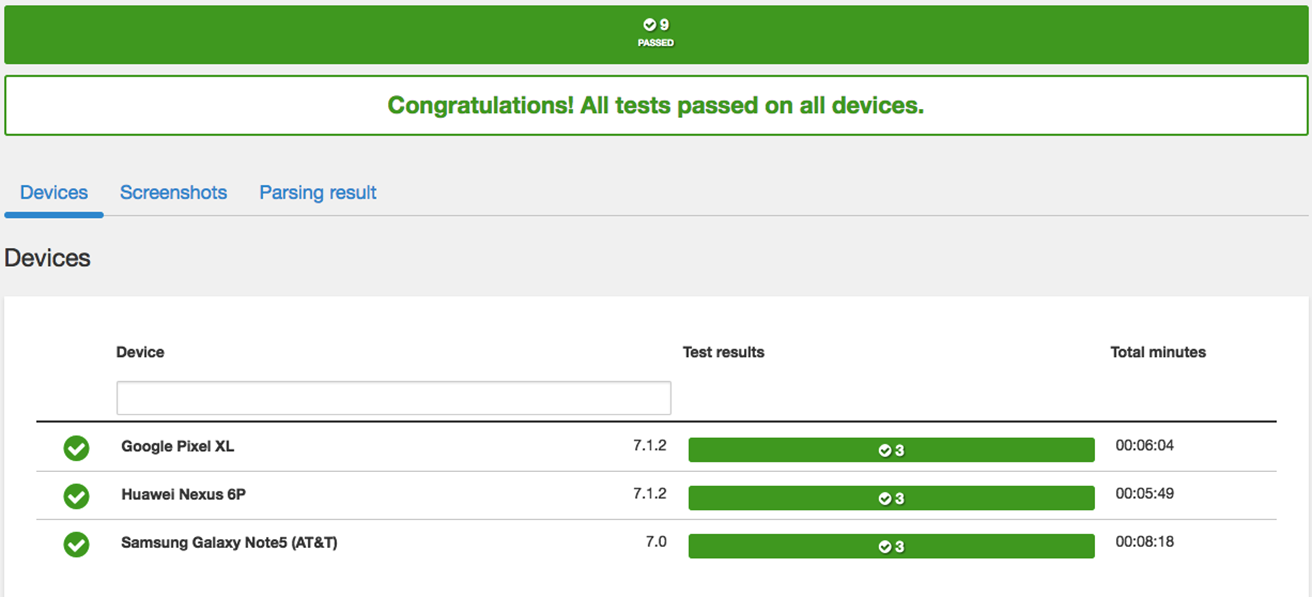 9
PASSED
Congratulations! All tests passed on all devices.
Devices Screenshots Parsing result
Devices
Device Test results Total minutes
Google Pixel XL 7.1.2 3 00:06:04
Huawei Nexus 6P 7.1.2 3 00:05:49
Samsung Galaxy Note5 (AT&T) 7.0 3 00:08:18